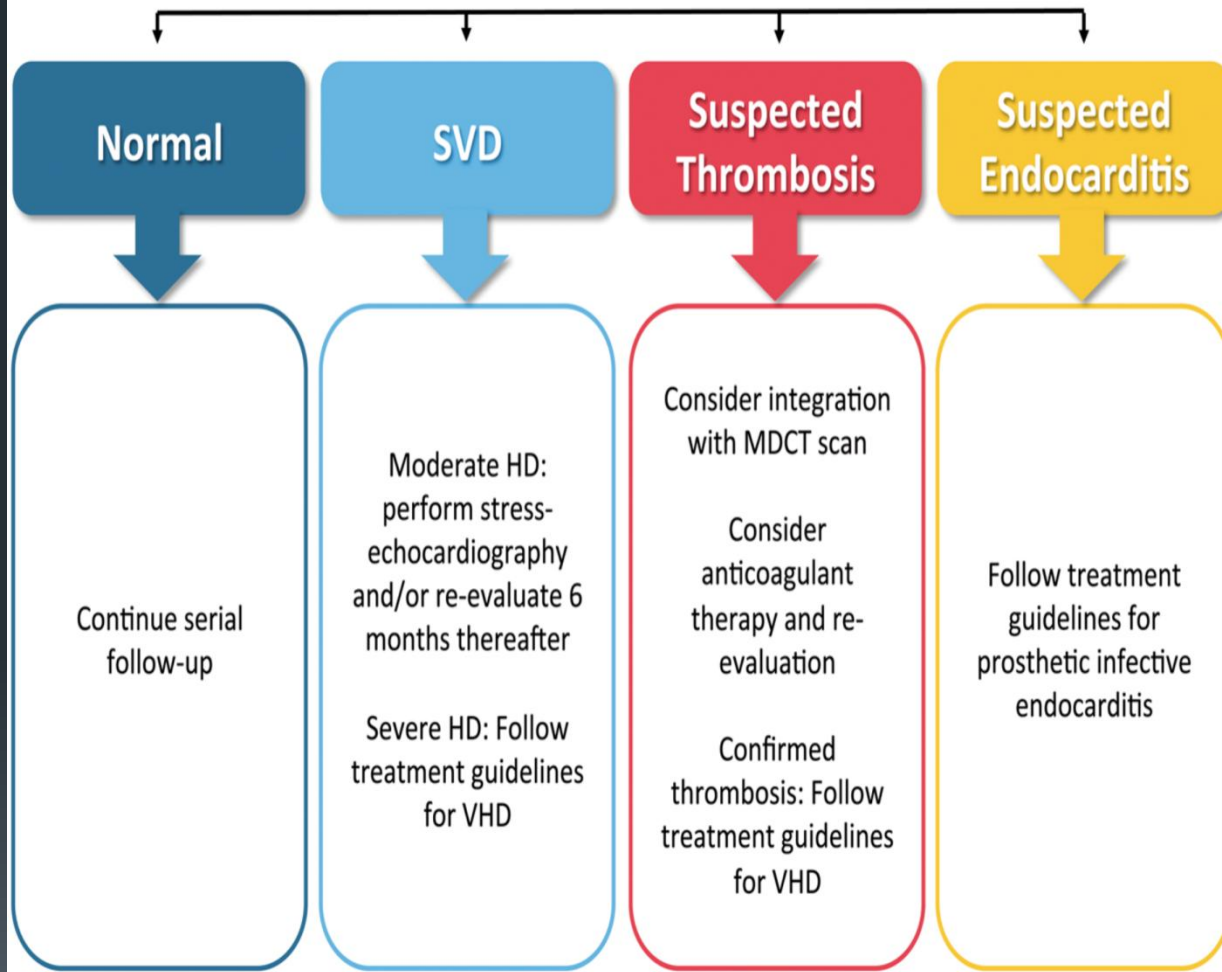 Normal
SVD
Suspected
Thrombosis
Suspected
Endocarditis
Continue serial
follow-up
Moderate HD:
perform stress-
echocardiography
and/or re-evaluate 6
months thereafter
Severe HD: Follow
treatment guidelines
for VHD
Consider integration
with MDCT scan
Consider
anticoagulant
therapy and re-
evaluation
Confirmed
thrombosis: Follow
treatment guidelines
for VHD
Follow treatment
guidelines for
prosthetic infective
endocarditis